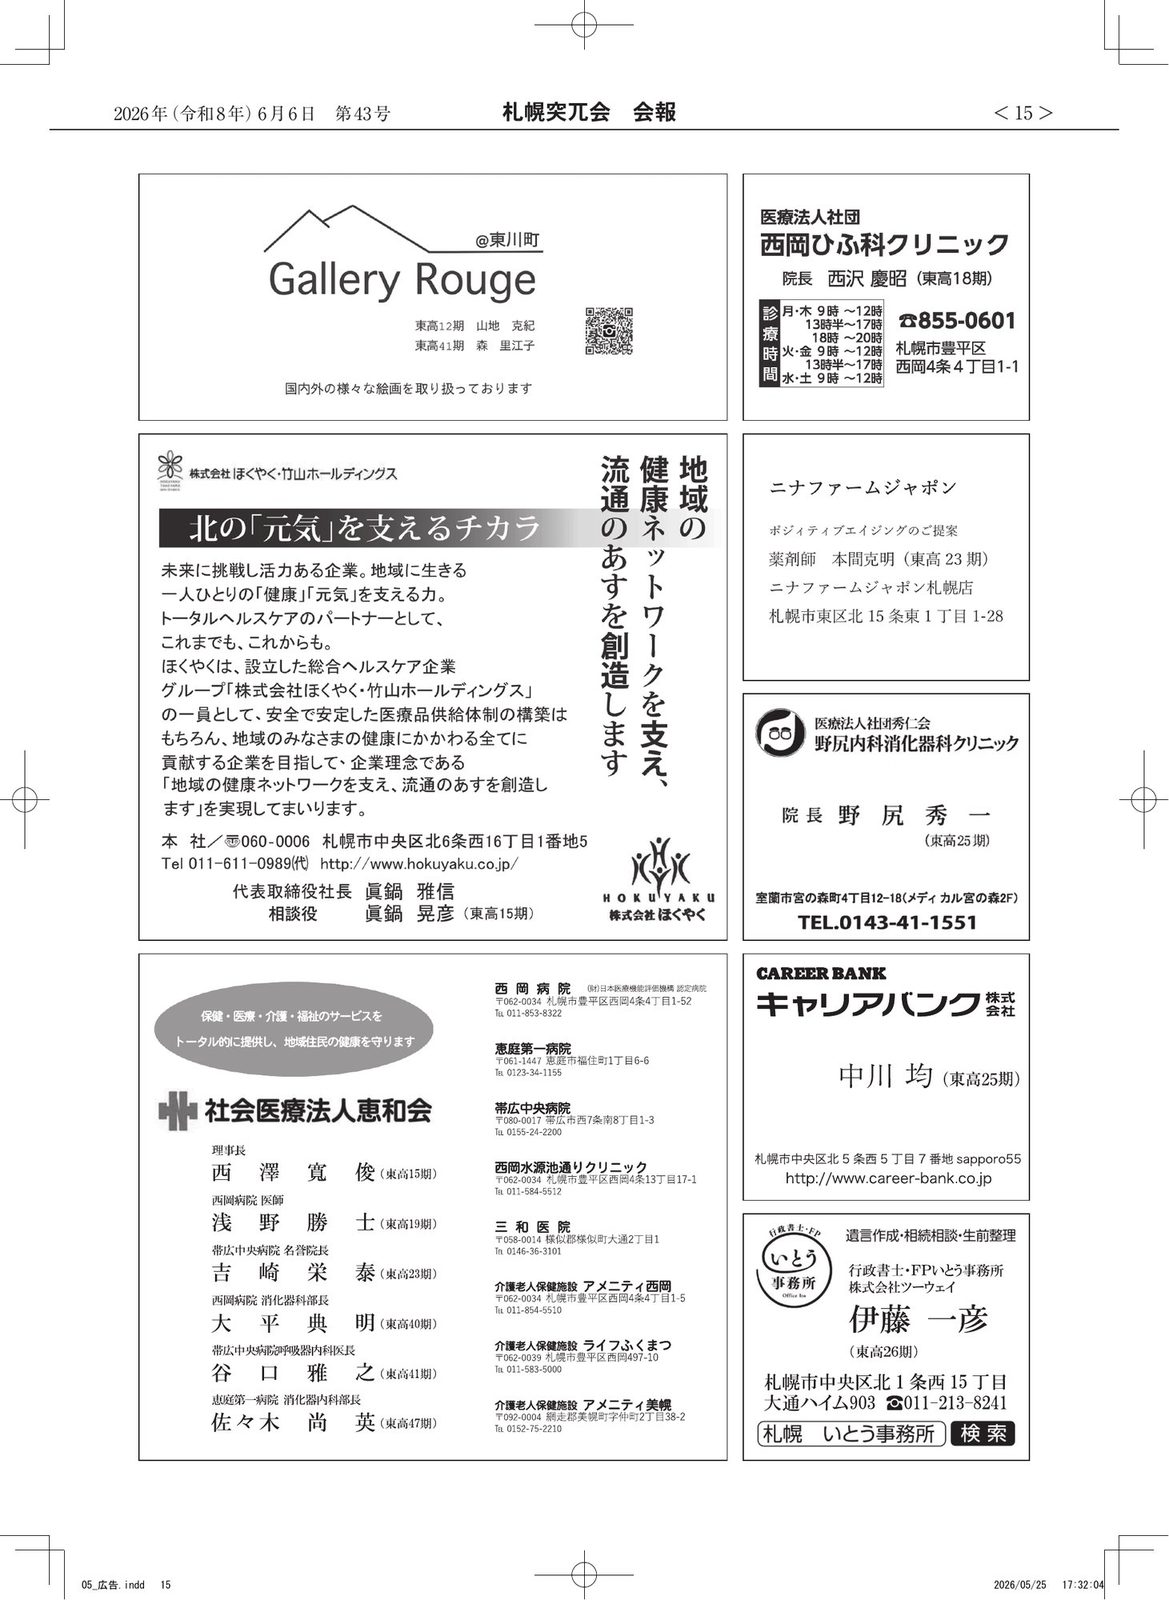 2026年(令和8年)6月6日　第43号
札幌突兀会　会報
< 15 >
@東川町
Gallery Rouge
東高12期　山地　克紀
東高41期　森　里江子
国内外の様々な絵画を取り扱っております
医療法人社団
西岡ひふ科クリニック
院長　西沢 慶昭（東高18期）
診療時間
月・木 9時 ～12時
13時半～17時
18時 ～20時
火・金 9時 ～12時
13時半～17時
水・土 9時 ～12時
☎855-0601
札幌市豊平区
西岡4条4丁目1-1
株式会社 ほくやく・竹山ホールディングス
北の「元気」を支えるチカラ
地域の
健康ネットワークを支え、
流通のあすを創造します
未来に挑戦し活力ある企業。地域に生きる
一人ひとりの「健康」「元気」を支える力。
トータルヘルスケアのパートナーとして、
これまでも、これからも。
ほくやくは、設立した総合ヘルスケア企業
グループ「株式会社ほくやく・竹山ホールディングス」
の一員として、安全で安定した医療品供給体制の構築は
もちろん、地域のみなさまの健康にかかわる全てに
貢献する企業を目指して、企業理念である
「地域の健康ネットワークを支え、流通のあすを創造し
ます」を実現してまいります。
本　社／〠060-0006　札幌市中央区北6条西16丁目1番地5
Tel 011-611-0989㈹　http://www.hokuyaku.co.jp/
代表取締役社長　眞鍋　雅信
相談役　眞鍋　晃彦（東高15期）
HOKUYAKU
株式会社 ほくやく
ニナファームジャポン
ポジィティブエイジングのご提案
薬剤師　本間克明（東高 23 期）
ニナファームジャポン札幌店
札幌市東区北 15 条東 1 丁目 1-28
医療法人社団秀仁会
野尻内科消化器科クリニック
院長　野尻秀一
（東高25期）
室蘭市宮の森町4丁目12-18(メディカル宮の森2F)
TEL.0143-41-1551
保健・医療・介護・福祉のサービスを
トータル的に提供し、地域住民の健康を守ります
社会医療法人恵和会
理事長
西澤寛俊（東高15期）
西岡病院 医師
浅野勝士（東高19期）
帯広中央病院 名誉院長
吉崎栄泰（東高23期）
西岡病院 消化器科部長
大平典明（東高40期）
帯広中央病院呼吸器内科医長
谷口雅之（東高41期）
恵庭第一病院 消化器内科部長
佐々木尚英（東高47期）
西岡病院　(財)日本医療機能評価機構 認定病院
〒062-0034 札幌市豊平区西岡4条4丁目1-52
℡ 011-853-8322
恵庭第一病院
〒061-1447 恵庭市福住町1丁目6-6
℡ 0123-34-1155
帯広中央病院
〒080-0017 帯広市西7条南8丁目1-3
℡ 0155-24-2200
西岡水源池通りクリニック
〒062-0034 札幌市豊平区西岡4条13丁目17-1
℡ 011-584-5512
三和医院
〒058-0014 様似郡様似町大通2丁目1
℡ 0146-36-3101
介護老人保健施設 アメニティ西岡
〒062-0034 札幌市豊平区西岡4条4丁目1-5
℡ 011-854-5510
介護老人保健施設 ライフふくまつ
〒062-0039 札幌市豊平区西岡497-10
℡ 011-583-5000
介護老人保健施設 アメニティ美幌
〒092-0004 網走郡美幌町字仲町2丁目38-2
℡ 0152-75-2210
CAREER BANK
キャリアバンク株式会社
中川 均（東高25期）
札幌市中央区北5条西5丁目7番地 sapporo55
http://www.career-bank.co.jp
行政書士・FP
いとう
事務所
遺言作成・相続相談・生前整理
行政書士・FPいとう事務所
株式会社ツーウェイ
伊藤 一彦
（東高26期）
札幌市中央区北1条西15丁目
大通ハイム903 ☎011-213-8241
札幌　いとう事務所　検索
05_広告.indd 15
2026/05/25 17:32:04